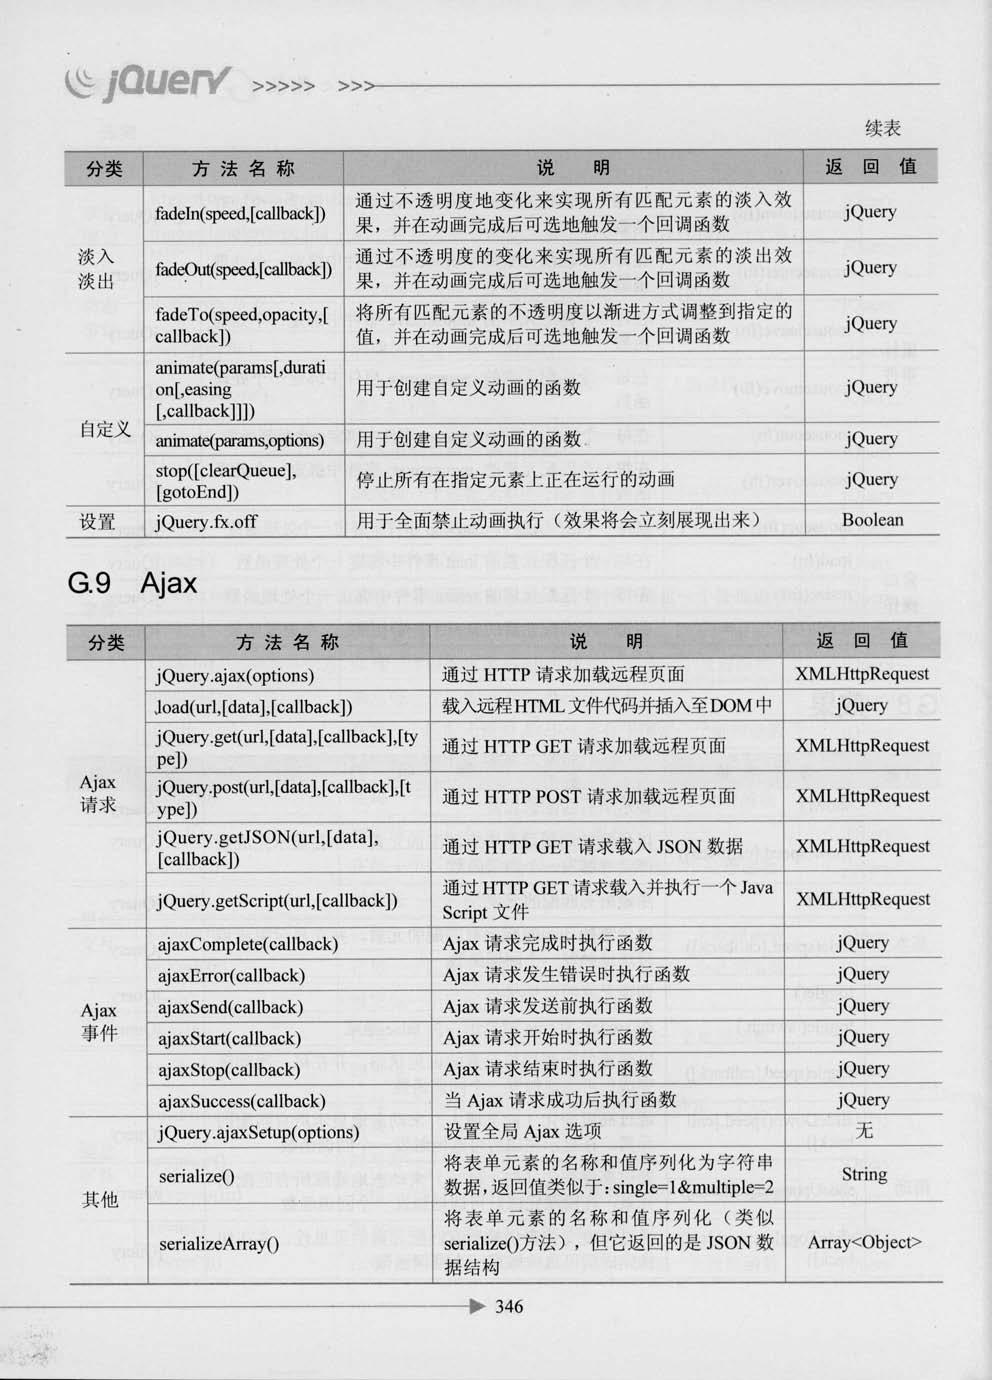 jQuery >>>>> >>>
续表
分类 方法名称 说 明 返 回 值
淡入
淡出
fadeIn(speed,[callback])
通过不透明度地变化来实现所有匹配元素的淡入效
果，并在动画完成后可选地触发一个回调函数
jQuery
fadeOut(speed,[callback])
通过不透明度的变化来实现所有匹配元素的淡出效
果，并在动画完成后可选地触发一个回调函数
jQuery
fadeTo(speed,opacity,[
callback])
将所有匹配元素的不透明度以渐进方式调整到指定的
值，并在动画完成后可选地触发一个回调函数
jQuery
自定义
animate(params[,durati
on[,easing
[,callback]]])
用于创建自定义动画的函数
jQuery
animate(params,options) 用于创建自定义动画的函数 jQuery
stop([clearQueue],
[gotoEnd])
停止所有在指定元素上正在运行的动画
jQuery
设置 jQuery.fx.off 用于全面禁止动画执行（效果将会立刻展现出来） Boolean
G.9 Ajax
分类 方法名称 说 明 返 回 值
Ajax
请求
jQuery.ajax(options) 通过 HTTP 请求加载远程页面 XMLHttpRequest
.load(url,[data],[callback]) 载入远程HTML文件代码并插入至DOM中 jQuery
jQuery.get(url,[data],[callback],[ty
pe])
通过 HTTP GET 请求加载远程页面
XMLHttpRequest
jQuery.post(url,[data],[callback],[t
ype])
通过 HTTP POST 请求加载远程页面
XMLHttpRequest
jQuery.getJSON(url,[data],
[callback])
通过 HTTP GET 请求载入 JSON 数据
XMLHttpRequest
jQuery.getScript(url,[callback])
通过 HTTP GET 请求载入并执行一个 Java
Script 文件
XMLHttpRequest
Ajax
事件
ajaxComplete(callback) Ajax 请求完成时执行函数 jQuery
ajaxError(callback) Ajax 请求发生错误时执行函数 jQuery
ajaxSend(callback) Ajax 请求发送前执行函数 jQuery
ajaxStart(callback) Ajax 请求开始时执行函数 jQuery
ajaxStop(callback) Ajax 请求结束时执行函数 jQuery
ajaxSuccess(callback) 当 Ajax 请求成功后执行函数 jQuery
其他
jQuery.ajaxSetup(options) 设置全局 Ajax 选项 无
serialize()
将表单元素的名称和值序列化为字符串
数据，返回值类似于：single=1&multiple=2
String
serializeArray()
将表单元素的名称和值序列化（类似
serialize()方法），但它返回的是 JSON 数
据结构
Array<Object>
346